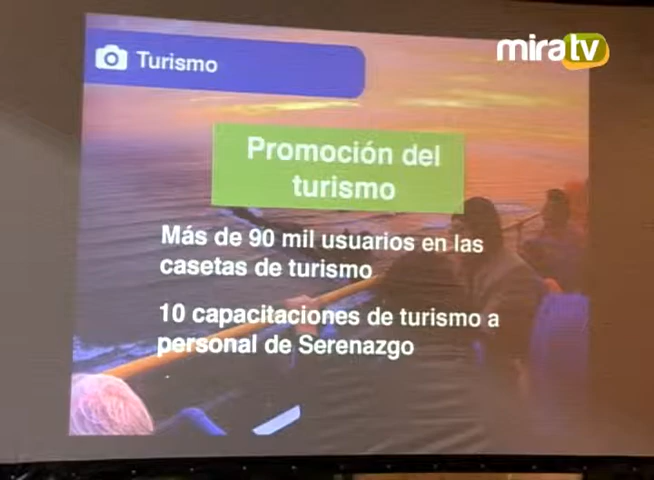 Turismo
miratv
Promoción del
turismo
Más de 90 mil usuarios en las
casetas de turismo
10 capacitaciones de turismo a
personal de Serenazgo